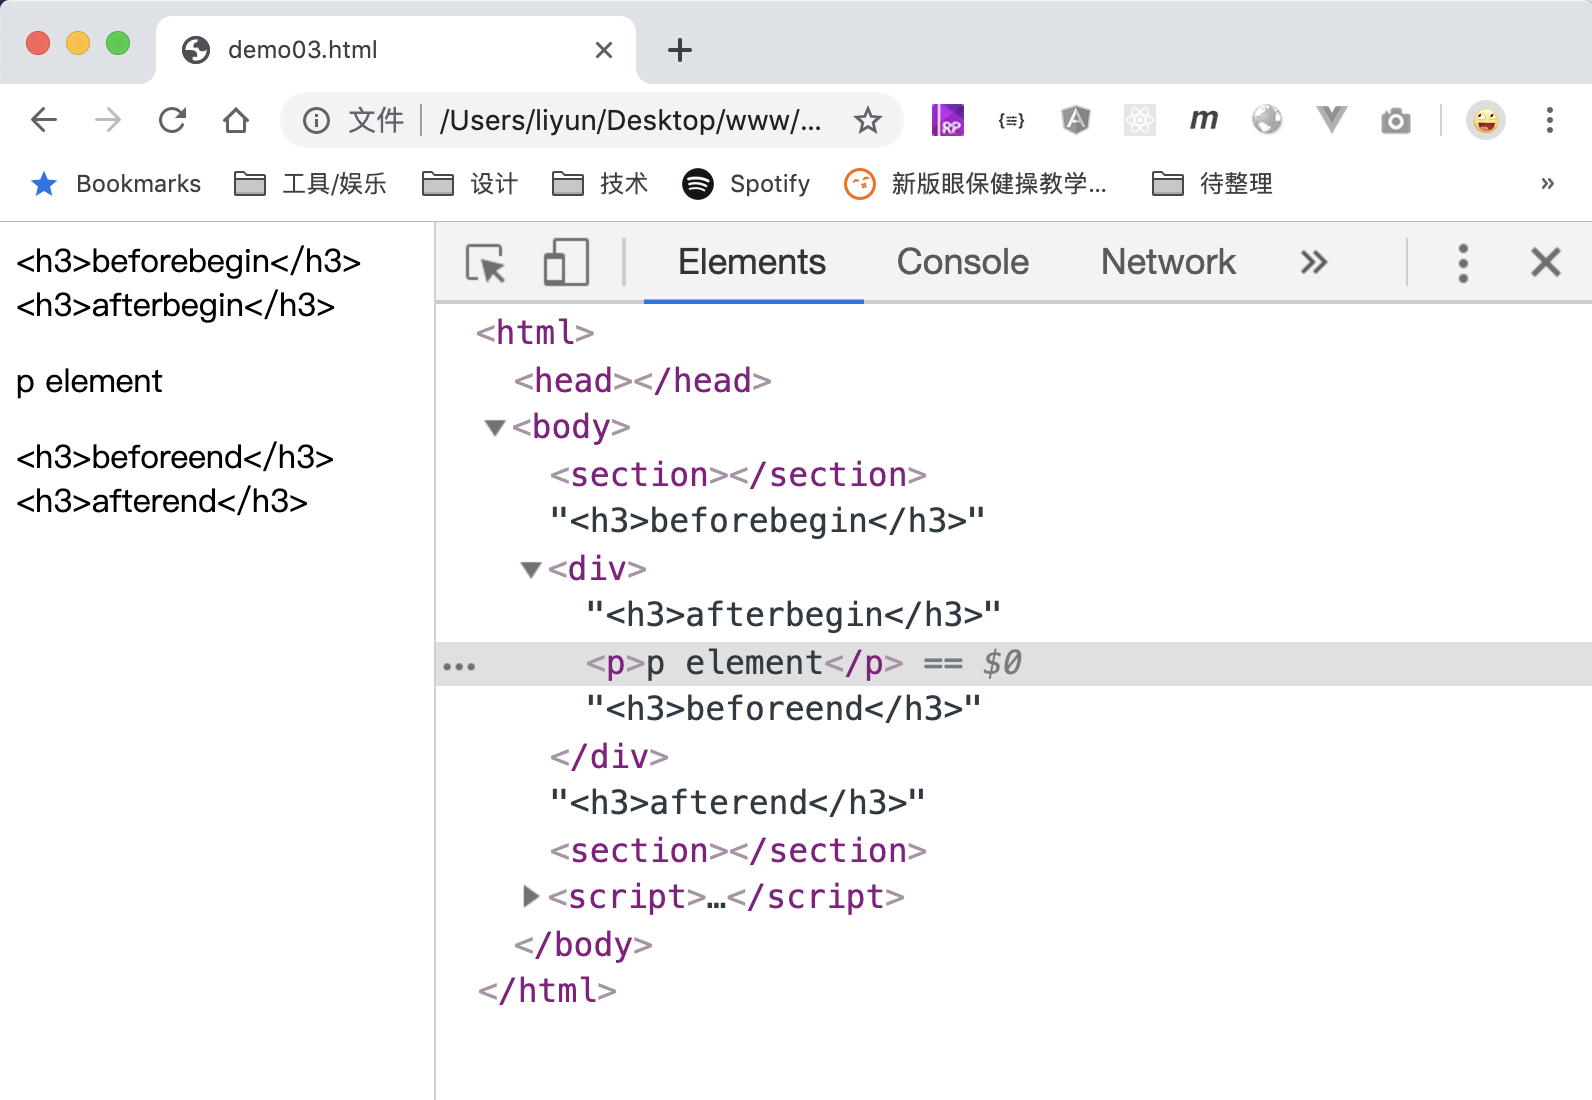 demo03.html
文件 /Users/liyun/Desktop/www/...
RP {≡} A m
Bookmarks 工具/娱乐 设计 技术 Spotify 新版眼保健操教学... 待整理 »
<h3>beforebegin</h3>
<h3>afterbegin</h3>
p element
<h3>beforeend</h3>
<h3>afterend</h3>
Elements Console Network »
<html>
<head></head>
<body>
<section></section>
"<h3>beforebegin</h3>"
<div>
"<h3>afterbegin</h3>"
<p>p element</p> == $0
"<h3>beforeend</h3>"
</div>
"<h3>afterend</h3>"
<section></section>
<script>…</script>
</body>
</html>